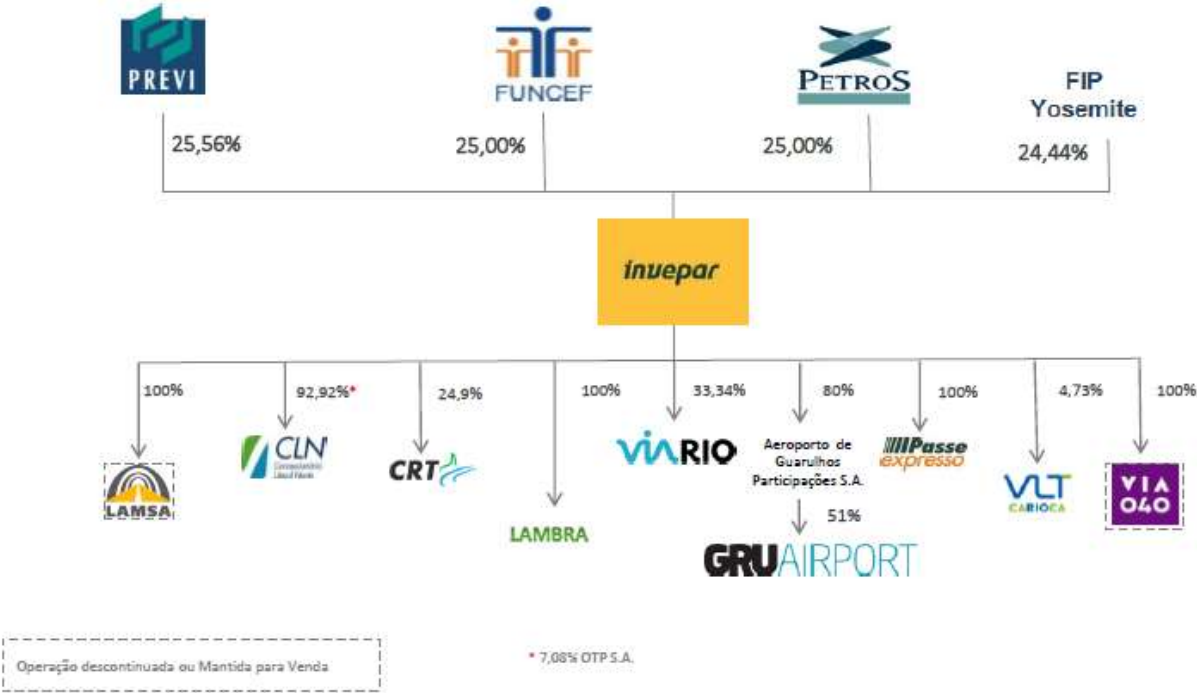 PREVI
FUNCEF
PETROS
FIP
Yosemite
25,56%
25,00%
25,00%
24,44%
invepar
100%
92,92%*
24,9%
100%
33,34%
80%
100%
4,73%
100%
LAMSA
CLN
CRT
LAMBRA
VIARIO
Aeroporto de
Guarulhos
Participações S.A.
51%
GRUAIRPORT
Passe
expresso
VLT
CARIOCA
VIA
040
Operação descontinuada ou Mantida para Venda
* 7,08% OTP S.A.